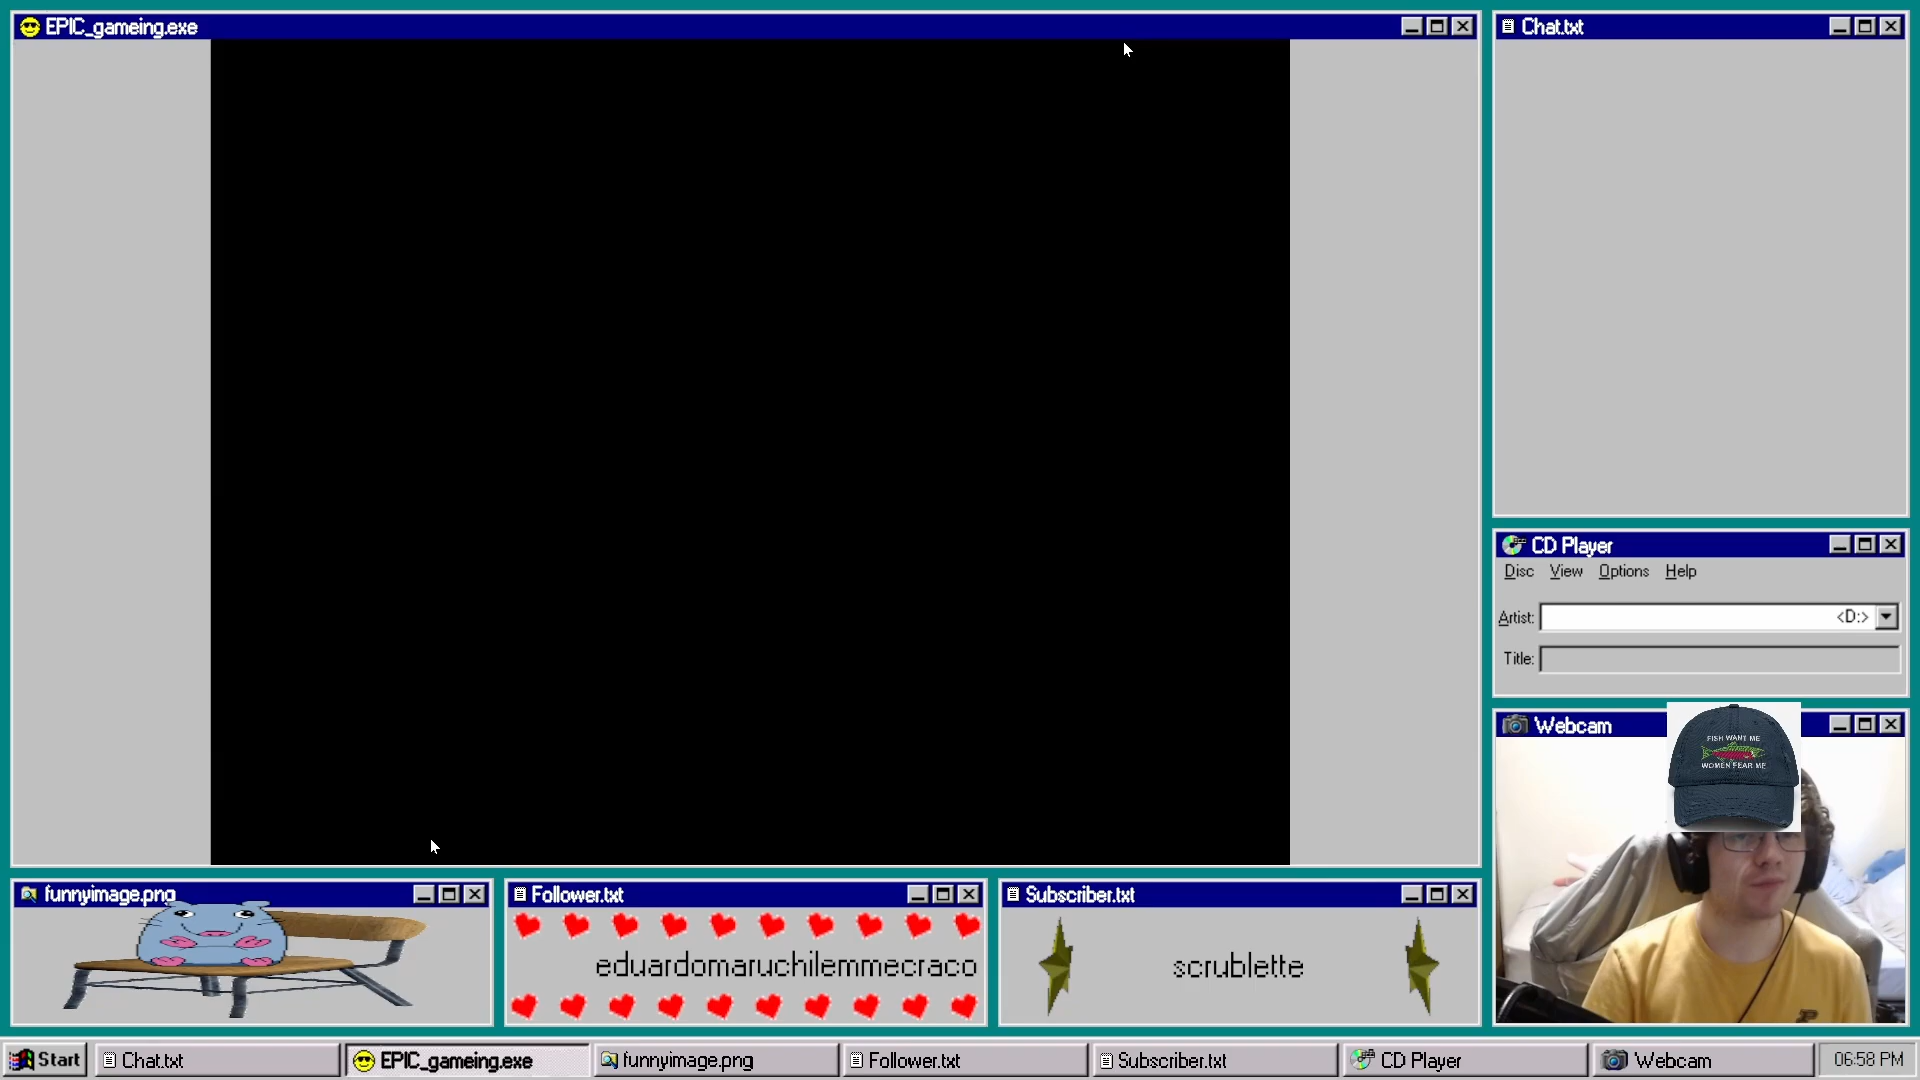 EPIC_gameing.exe
Chat.txt
CD Player
Disc View Options Help
Artist: <D:>
Title:
Webcam
FISH WANT ME
WOMEN FEAR ME
funnyimage.png
Follower.txt
eduardomaruchilemmecraco
Subscriber.txt
scrublette
Start
Chat.txt
EPIC_gameing.exe
funnyimage.png
Follower.txt
Subscriber.txt
CD Player
Webcam
06:58 PM